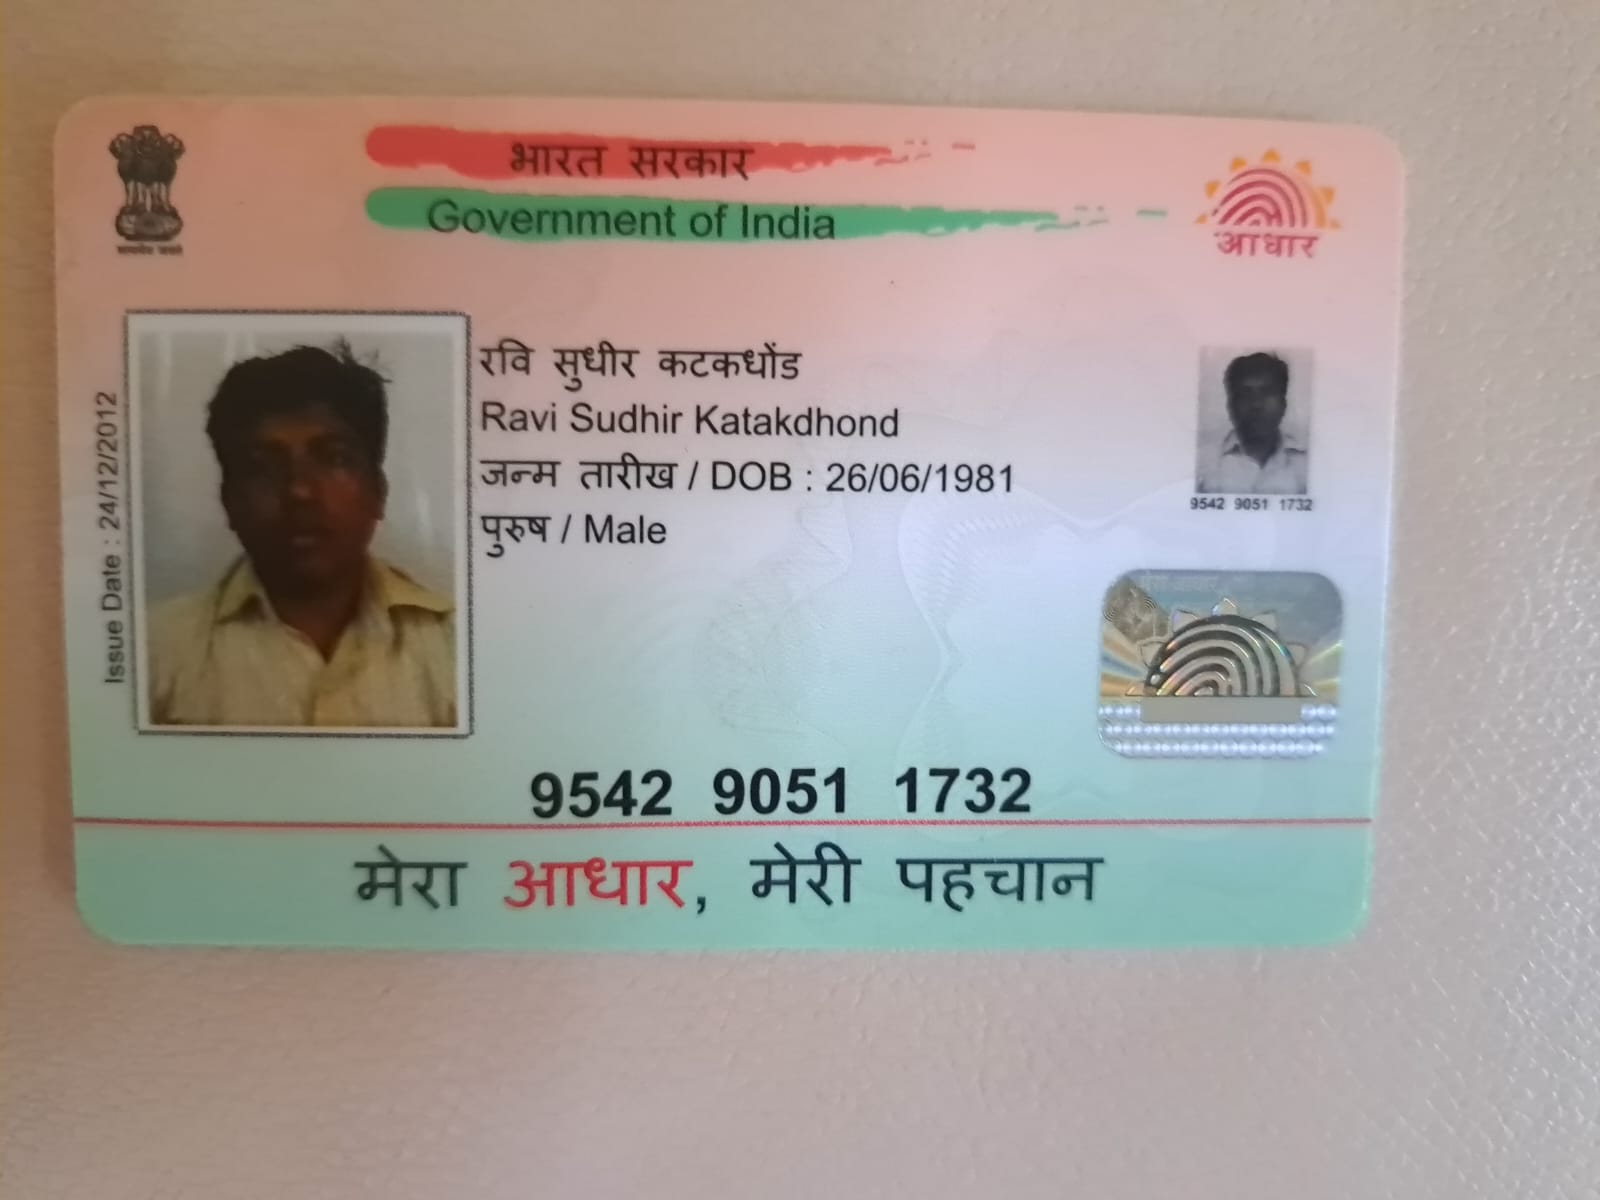 भारत सरकार
Government of India
आधार
Issue Date : 24/12/2012
रवि सुधीर कटकधोंड
Ravi Sudhir Katakdhond
जन्म तारीख / DOB : 26/06/1981
पुरुष / Male
9542 9051 1732
9542 9051 1732
मेरा आधार, मेरी पहचान